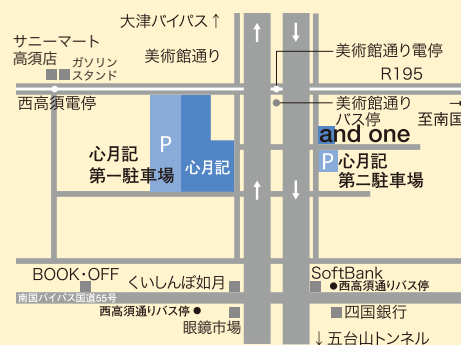 大津バイパス↑
サニーマート
高須店
ガソリン
スタンド
美術館通り
美術館通り電停
R195
西高須電停
美術館通り
バス停
→
至南国
and one
P
心月記
第一駐車場
心月記
P
心月記
第二駐車場
BOOK・OFF
くいしんぼ如月
SoftBank
●西高須通りバス停
南国バイパス国道55号
西高須通りバス停●
眼鏡市場
四国銀行
↓五台山トンネル